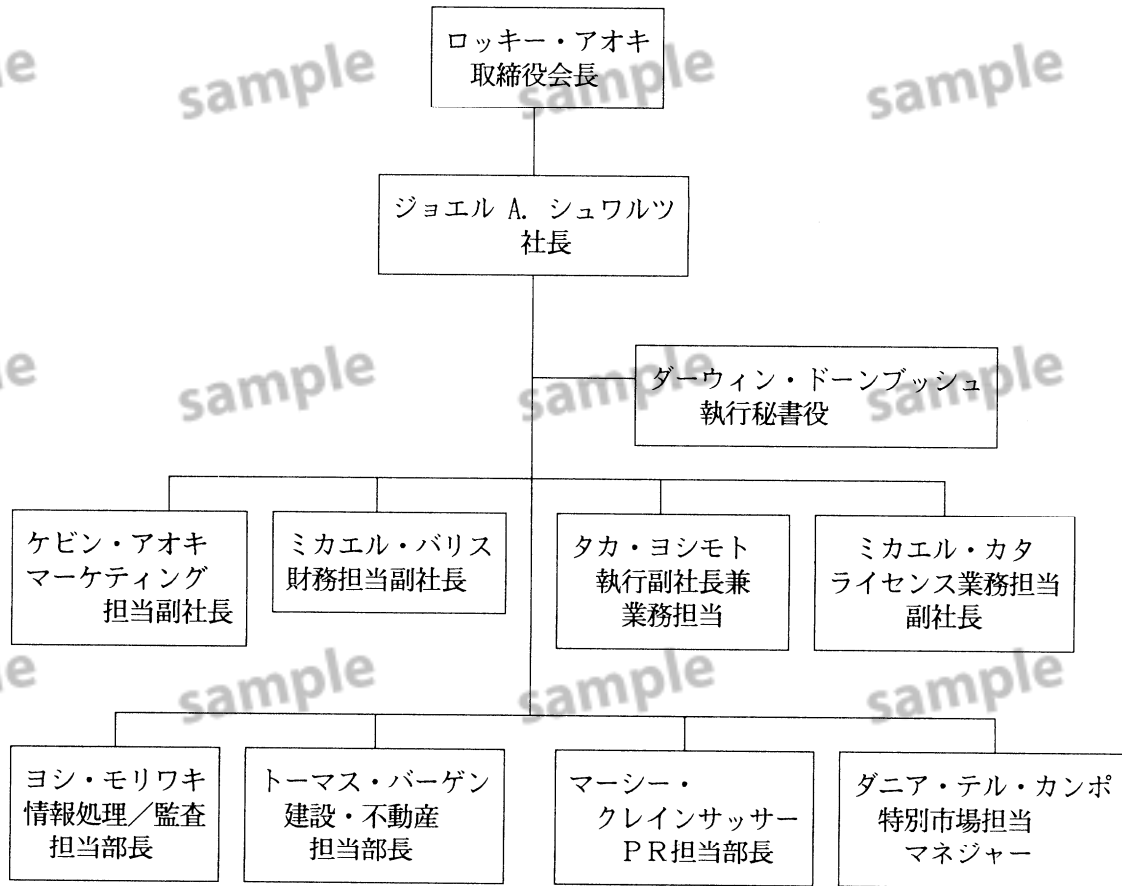 ロッキー・アオキ
取締役会長
ジョエル A. シュワルツ
社長
ダーウィン・ドーンブッシュ
執行秘書役
ケビン・アオキ
マーケティング
担当副社長
ミカエル・バリス
財務担当副社長
タカ・ヨシモト
執行副社長兼
業務担当
ミカエル・カタ
ライセンス業務担当
副社長
ヨシ・モリワキ
情報処理／監査
担当部長
トーマス・バーゲン
建設・不動産
担当部長
マーシー・
クレインサッサー
ＰＲ担当部長
ダニア・テル・カンポ
特別市場担当
マネジャー
ple sample sample sample
ple sample sample sample
ple sample sample sample